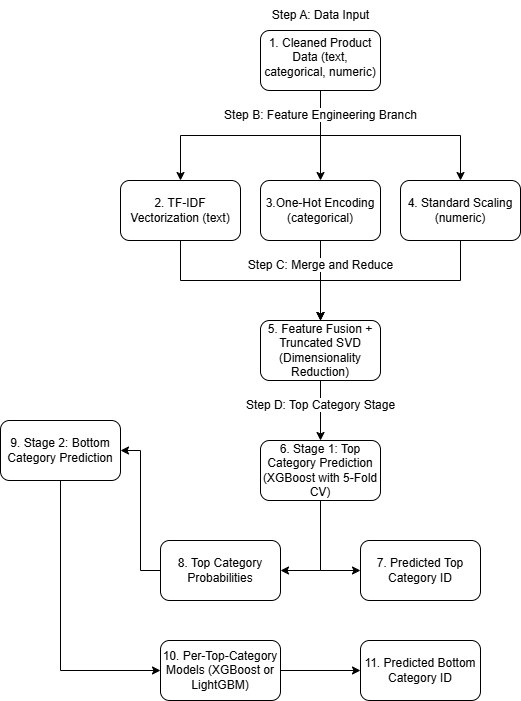 Step A: Data Input
1. Cleaned Product
Data (text,
categorical, numeric)
Step B: Feature Engineering Branch
2. TF-IDF
Vectorization (text)
3.One-Hot Encoding
(categorical)
4. Standard Scaling
(numeric)
Step C: Merge and Reduce
5. Feature Fusion +
Truncated SVD
(Dimensionality
Reduction)
Step D: Top Category Stage
6. Stage 1: Top
Category Prediction
(XGBoost with 5-Fold
CV)
9. Stage 2: Bottom
Category Prediction
8. Top Category
Probabilities
7. Predicted Top
Category ID
10. Per-Top-Category
Models (XGBoost or
LightGBM)
11. Predicted Bottom
Category ID